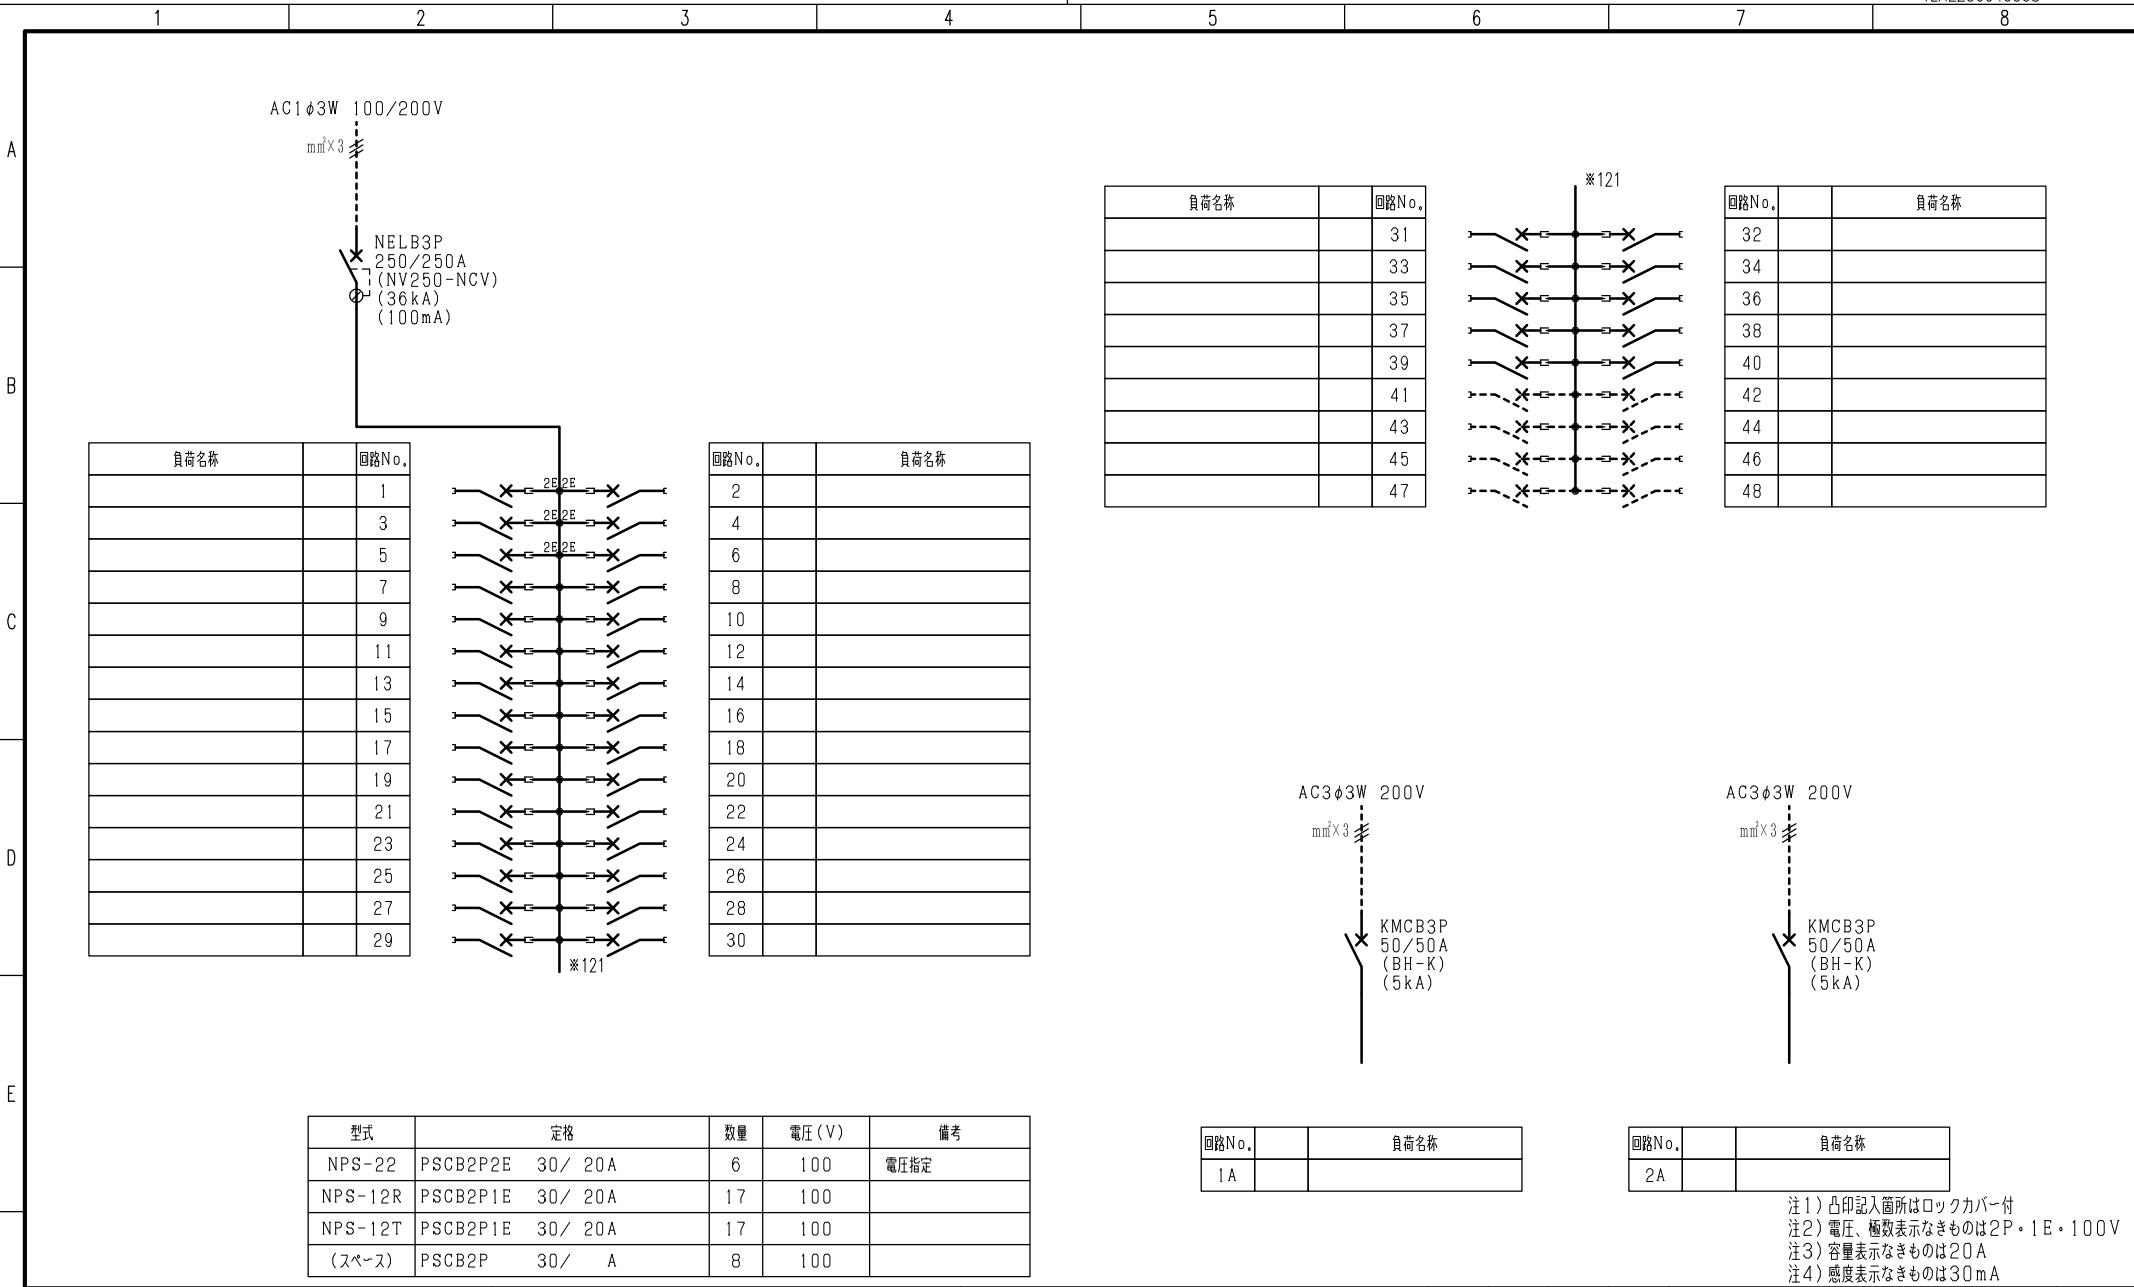 1 2 3 4 5 6 7 8
A
B
C
D
E
AC1φ3W 100/200V
mm²×3
NELB3P
250/250A
(NV250-NCV)
(36kA)
(100mA)
負荷名称 回路No.
1
3
5
7
9
11
13
15
17
19
21
23
25
27
29
2E 2E
2E 2E
2E 2E
※121
回路No. 負荷名称
2
4
6
8
10
12
14
16
18
20
22
24
26
28
30
※121
負荷名称 回路No.
31
33
35
37
39
41
43
45
47
回路No. 負荷名称
32
34
36
38
40
42
44
46
48
AC3φ3W 200V
mm²×3
KMCB3P
50/50A
(BH-K)
(5kA)
回路No. 負荷名称
1A
AC3φ3W 200V
mm²×3
KMCB3P
50/50A
(BH-K)
(5kA)
回路No. 負荷名称
2A
型式 定格 数量 電圧(V) 備考
NPS-22 PSCB2P2E 30/ 20A 6 100 電圧指定
NPS-12R PSCB2P1E 30/ 20A 17 100
NPS-12T PSCB2P1E 30/ 20A 17 100
(スペース) PSCB2P 30/ A 8 100
注1)凸印記入箇所はロックカバー付
注2)電圧、極数表示なきものは2P・1E・100V
注3)容量表示なきものは20A
注4)感度表示なきものは30mA